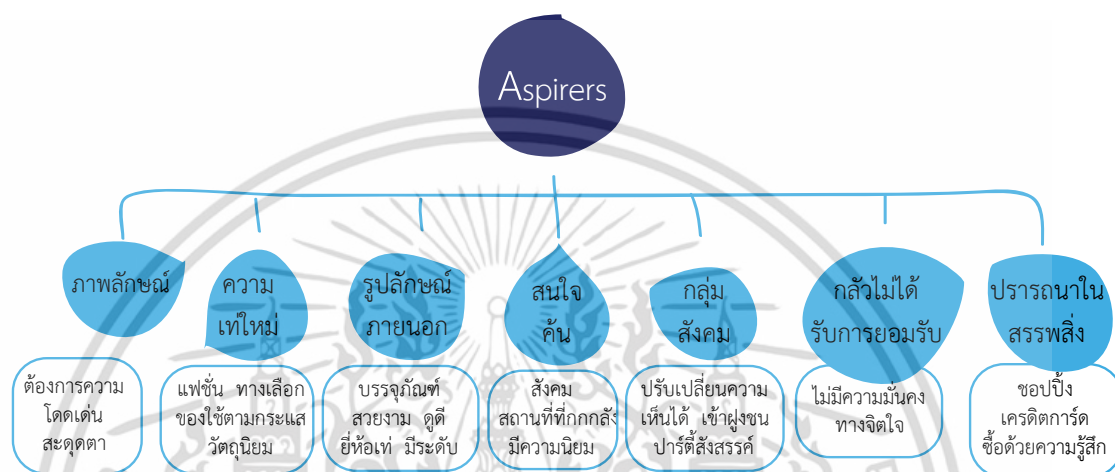 Aspirers
ภาพลักษณ์
ความ
เท่ใหม่
รูปลักษณ์
ภายนอก
สนใจ
ค้น
กลุ่ม
สังคม
กลัวไม่ได้
รับการยอมรับ
ปรารถนาใน
สรรพสิ่ง
ต้องการความ
โดดเด่น
สะดุดตา
แฟชั่น ทางเลือก
ของใช้ตามกระแส
วัตถุนิยม
บรรจุภัณฑ์
สวยงาม ดูดี
ยี่ห้อเท่ มีระดับ
สังคม
สถานที่ที่กกกลัง
มีความนิยม
ปรับเปลี่ยนความ
เห็นได้ เข้าฝูงชน
ปาร์ตี้สังสรรค์
ไม่มีความมั่นคง
ทางจิตใจ
ชอปปิ้ง
เครดิตการ์ด
ซื้อด้วยความรู้สึก